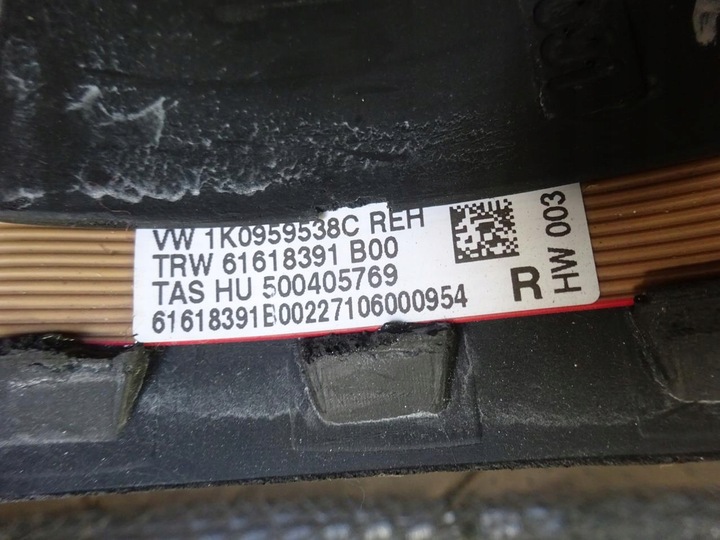 VW 1K0959538C REH
TRW 61618391 B00
TAS HU 500405769
61618391B00227106000954
R
HW 003